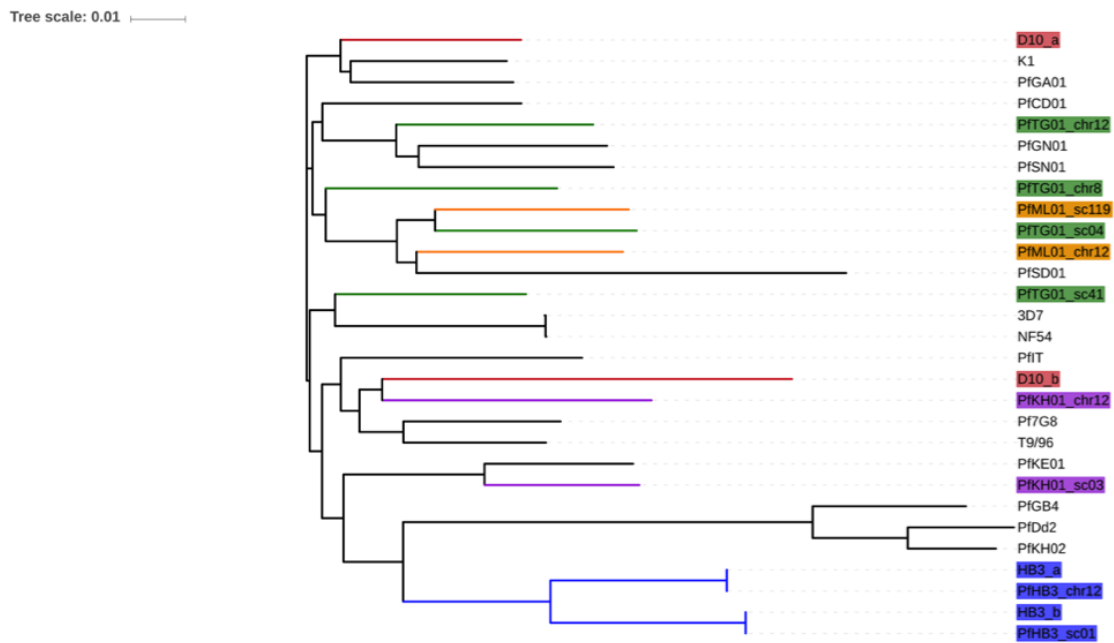 Tree scale: 0.01
D10_a
K1
PfGA01
PfCD01
PfTG01_chr12
PfGN01
PfSN01
PfTG01_chr8
PfML01_sc119
PfTG01_sc04
PfML01_chr12
PfSD01
PfTG01_sc41
3D7
NF54
PfIT
D10_b
PfKH01_chr12
Pf7G8
T9/96
PfKE01
PfKH01_sc03
PfGB4
PfDd2
PfKH02
HB3_a
PfHB3_chr12
HB3_b
PfHB3_sc01